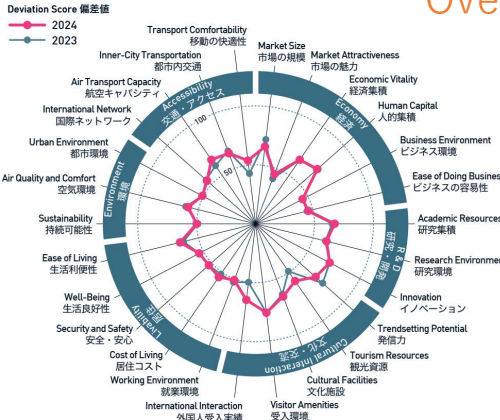 Ove
Deviation Score 偏差値
2024
2023
Transport Comfortability
移動の快適性
Market Size
市場の規模
Market Attractiveness
市場の魅力
Economic Vitality
経済集積
Human Capital
人的集積
Business Environment
ビジネス環境
Ease of Doing Busines
ビジネスの容易性
Academic Resources
研究集積
Research Environmen
研究環境
Innovation
イノベーション
Trendsetting Potential
発信力
Tourism Resources
観光資源
Cultural Facilities
文化施設
Visitor Amenities
受入環境
International Interaction
外国人受入実績
Working Environment
就業環境
Cost of Living
居住コスト
Security and Safety
安全・安心
Well-Being
生活良好性
Ease of Living
生活利便性
Sustainability
持続可能性
Air Quality and Comfort
空気環境
Urban Environment
都市環境
International Network
国際ネットワーク
Air Transport Capacity
航空キャパシティ
Inner-City Transportation
都市内交通
Accessibility
交通・アクセス
Economy
経済
R&D
研究・開発
Cultural Interaction
文化・交流
Livability
居住
Environment
環境
100
50